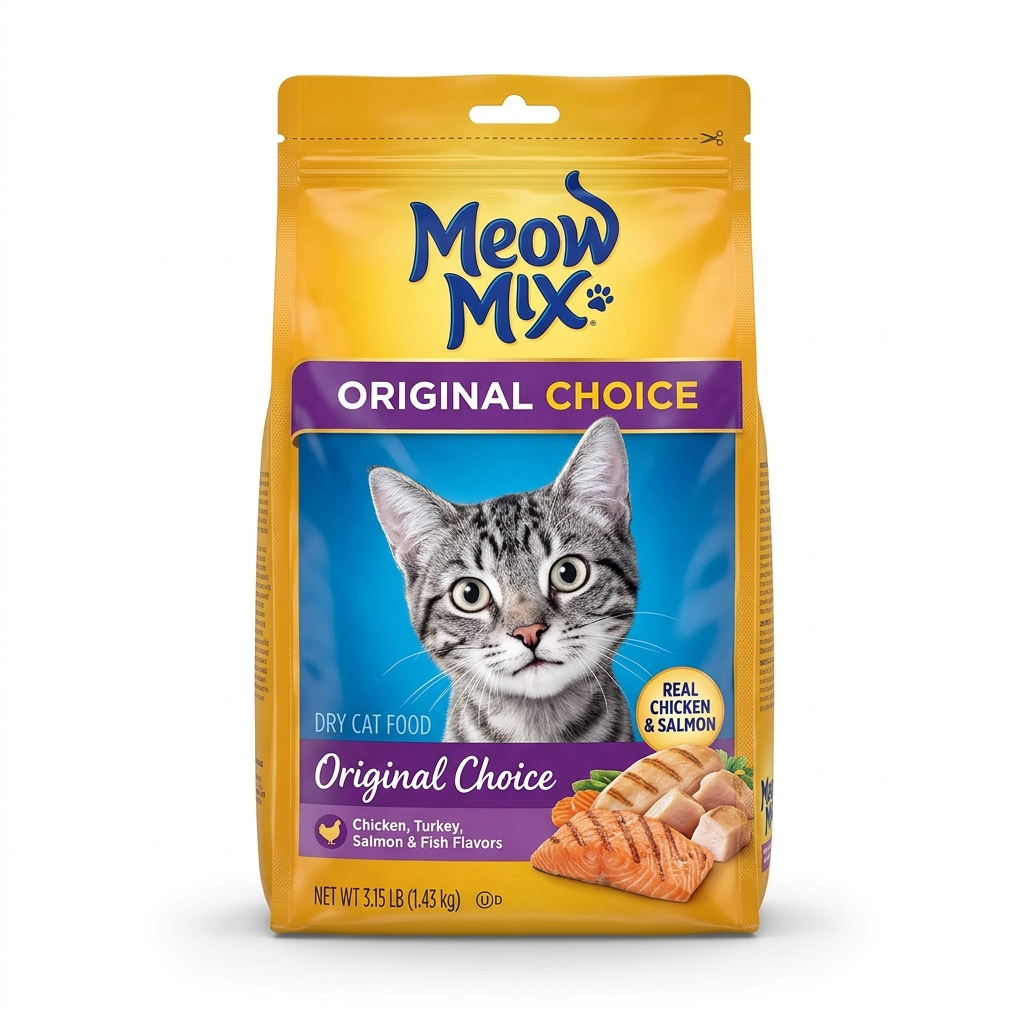 Meow
Mix®
ORIGINAL CHOICE
REAL
CHICKEN
& SALMON
DRY CAT FOOD
Original Choice
Chicken, Turkey,
Salmon & Fish Flavors
NET WT 3.15 LB (1.43 kg) U D